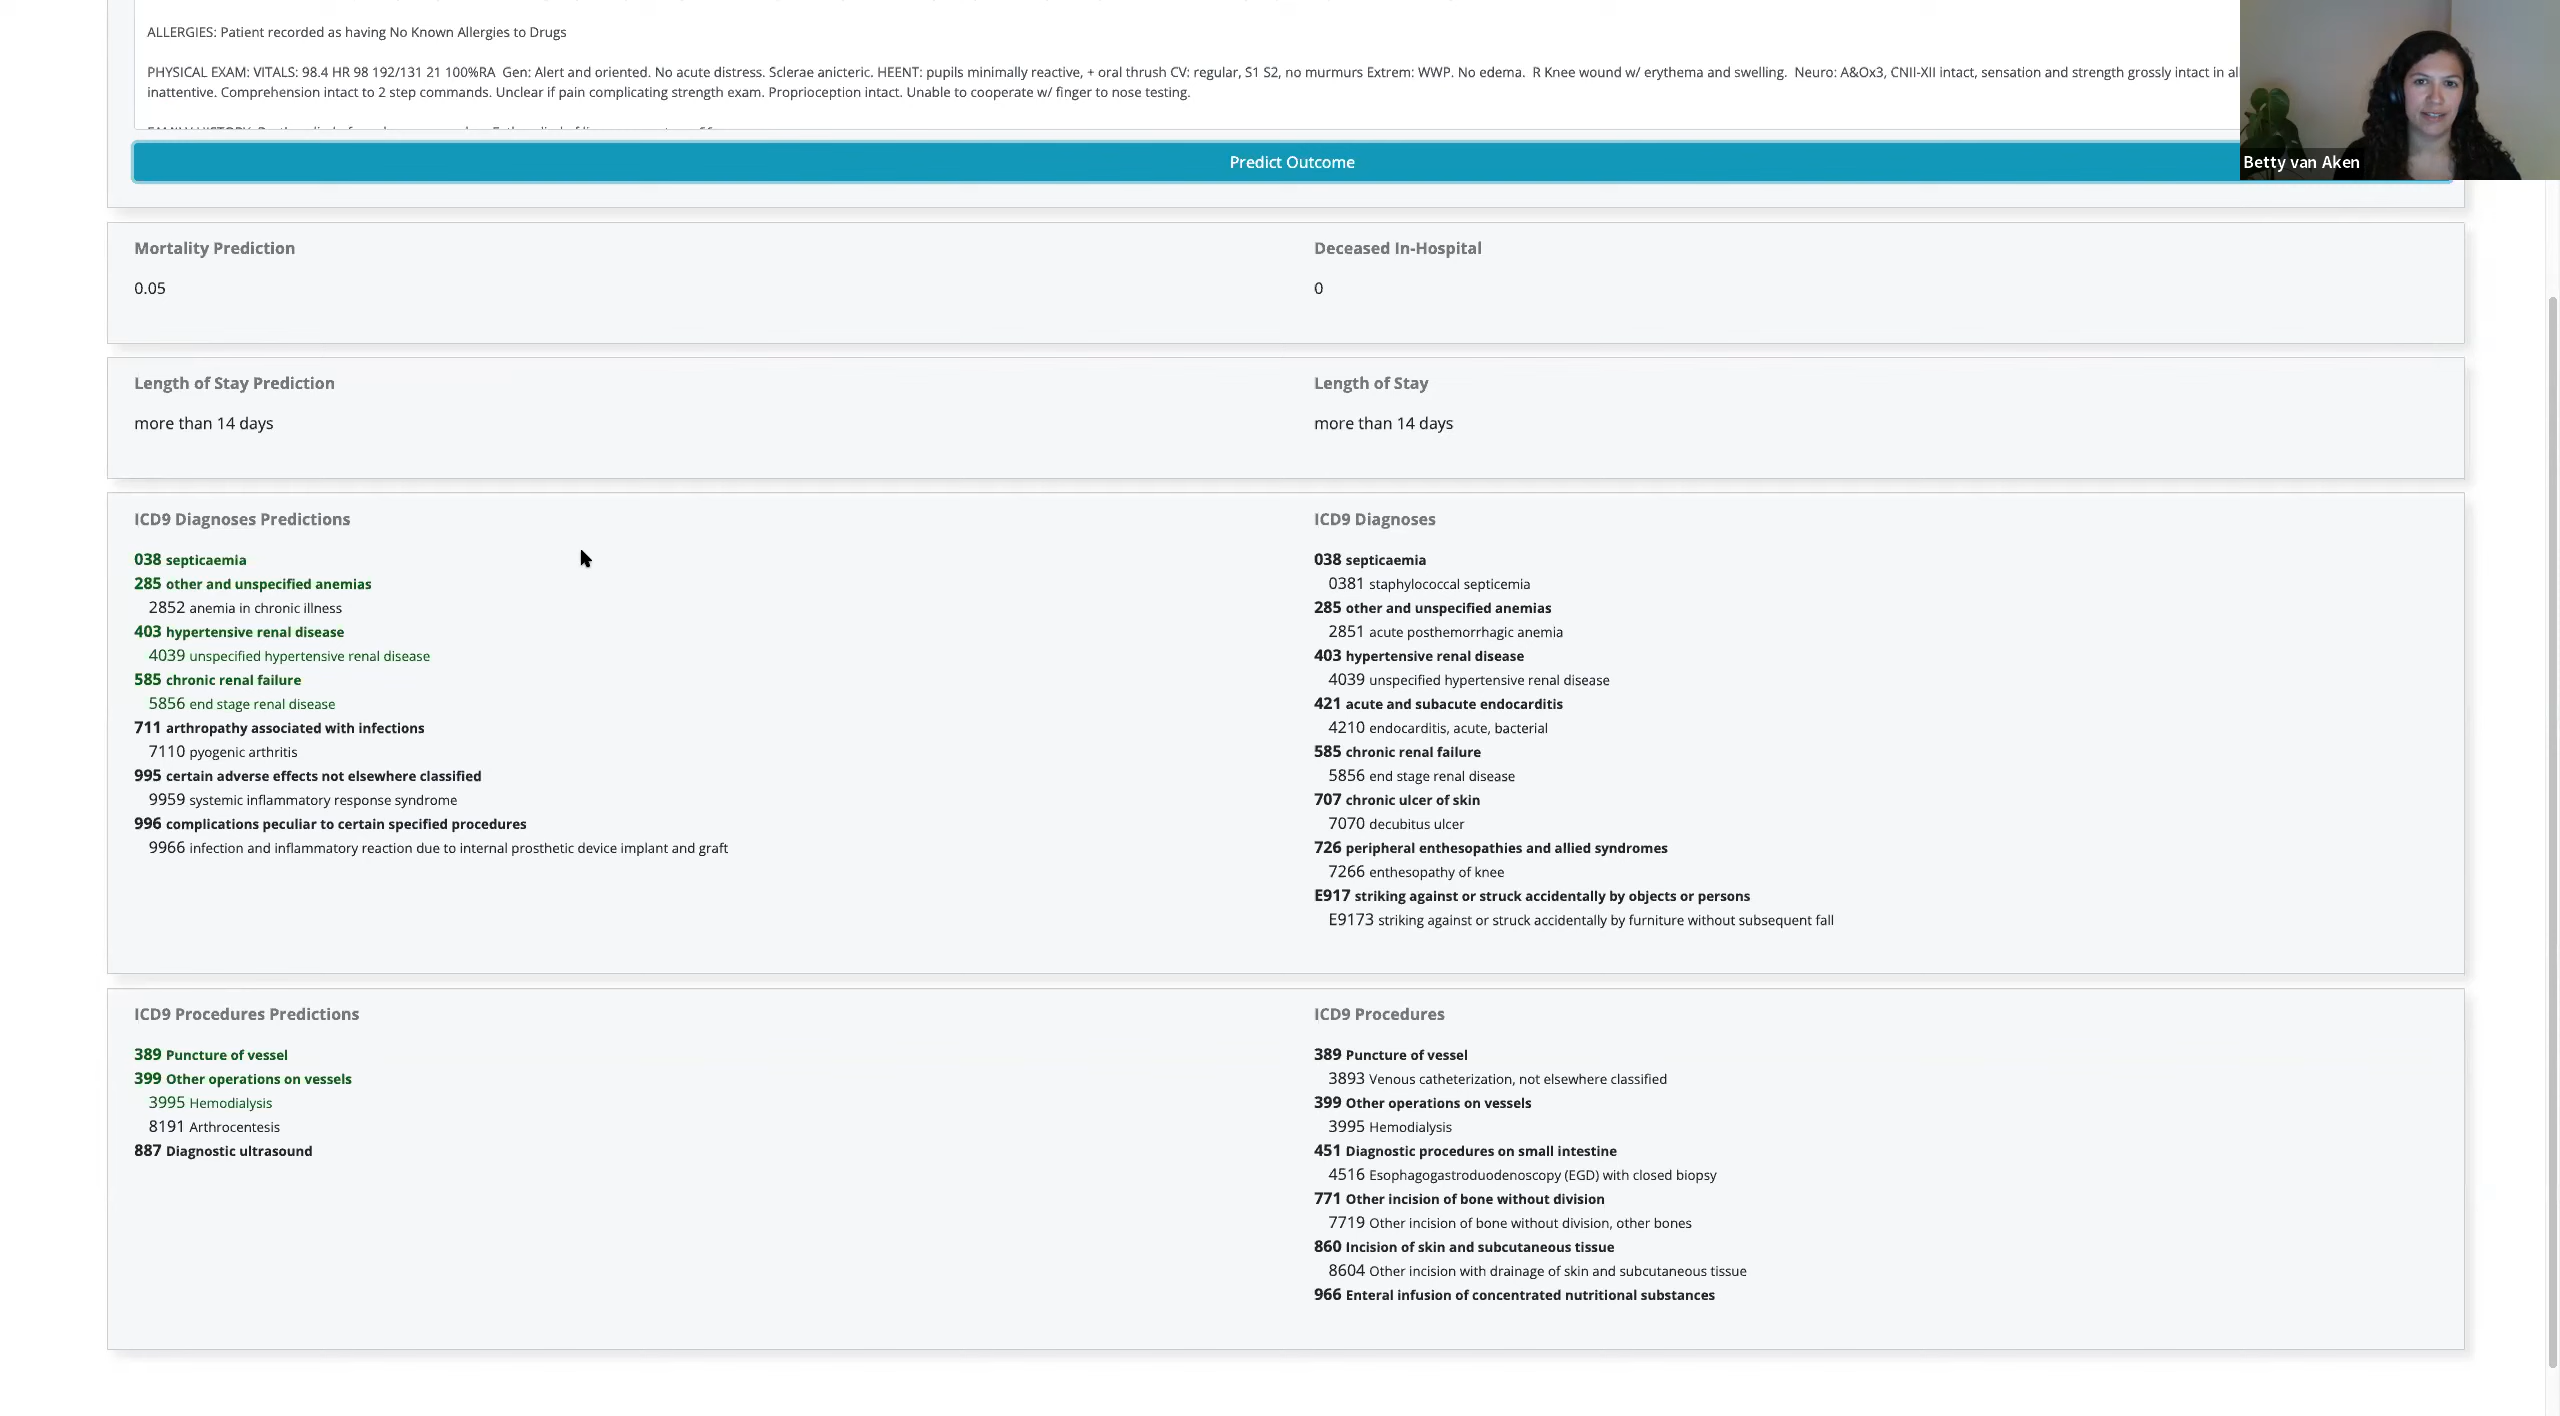 ALLERGIES: Patient recorded as having No Known Allergies to Drugs
PHYSICAL EXAM: VITALS: 98.4 HR 98 192/131 21 100%RA Gen: Alert and oriented. No acute distress. Sclerae anicteric. HEENT: pupils minimally reactive, + oral thrush CV: regular, S1 S2, no murmurs Extrem: WWP. No edema. R Knee wound w/ erythema and swelling. Neuro: A&Ox3, CNII-XII intact, sensation and strength grossly intact in al
inattentive. Comprehension intact to 2 step commands. Unclear if pain complicating strength exam. Proprioception intact. Unable to cooperate w/ finger to nose testing.
Predict Outcome
Betty van Aken
Mortality Prediction
0.05
Deceased In-Hospital
0
Length of Stay Prediction
more than 14 days
Length of Stay
more than 14 days
ICD9 Diagnoses Predictions
038 septicaemia
285 other and unspecified anemias
2852 anemia in chronic illness
403 hypertensive renal disease
4039 unspecified hypertensive renal disease
585 chronic renal failure
5856 end stage renal disease
711 arthropathy associated with infections
7110 pyogenic arthritis
995 certain adverse effects not elsewhere classified
9959 systemic inflammatory response syndrome
996 complications peculiar to certain specified procedures
9966 infection and inflammatory reaction due to internal prosthetic device implant and graft
ICD9 Diagnoses
038 septicaemia
0381 staphylococcal septicemia
285 other and unspecified anemias
2851 acute posthemorrhagic anemia
403 hypertensive renal disease
4039 unspecified hypertensive renal disease
421 acute and subacute endocarditis
4210 endocarditis, acute, bacterial
585 chronic renal failure
5856 end stage renal disease
707 chronic ulcer of skin
7070 decubitus ulcer
726 peripheral enthesopathies and allied syndromes
7266 enthesopathy of knee
E917 striking against or struck accidentally by objects or persons
E9173 striking against or struck accidentally by furniture without subsequent fall
ICD9 Procedures Predictions
389 Puncture of vessel
399 Other operations on vessels
3995 Hemodialysis
8191 Arthrocentesis
887 Diagnostic ultrasound
ICD9 Procedures
389 Puncture of vessel
3893 Venous catheterization, not elsewhere classified
399 Other operations on vessels
3995 Hemodialysis
451 Diagnostic procedures on small intestine
4516 Esophagogastroduodenoscopy (EGD) with closed biopsy
771 Other incision of bone without division
7719 Other incision of bone without division, other bones
860 Incision of skin and subcutaneous tissue
8604 Other incision with drainage of skin and subcutaneous tissue
966 Enteral infusion of concentrated nutritional substances